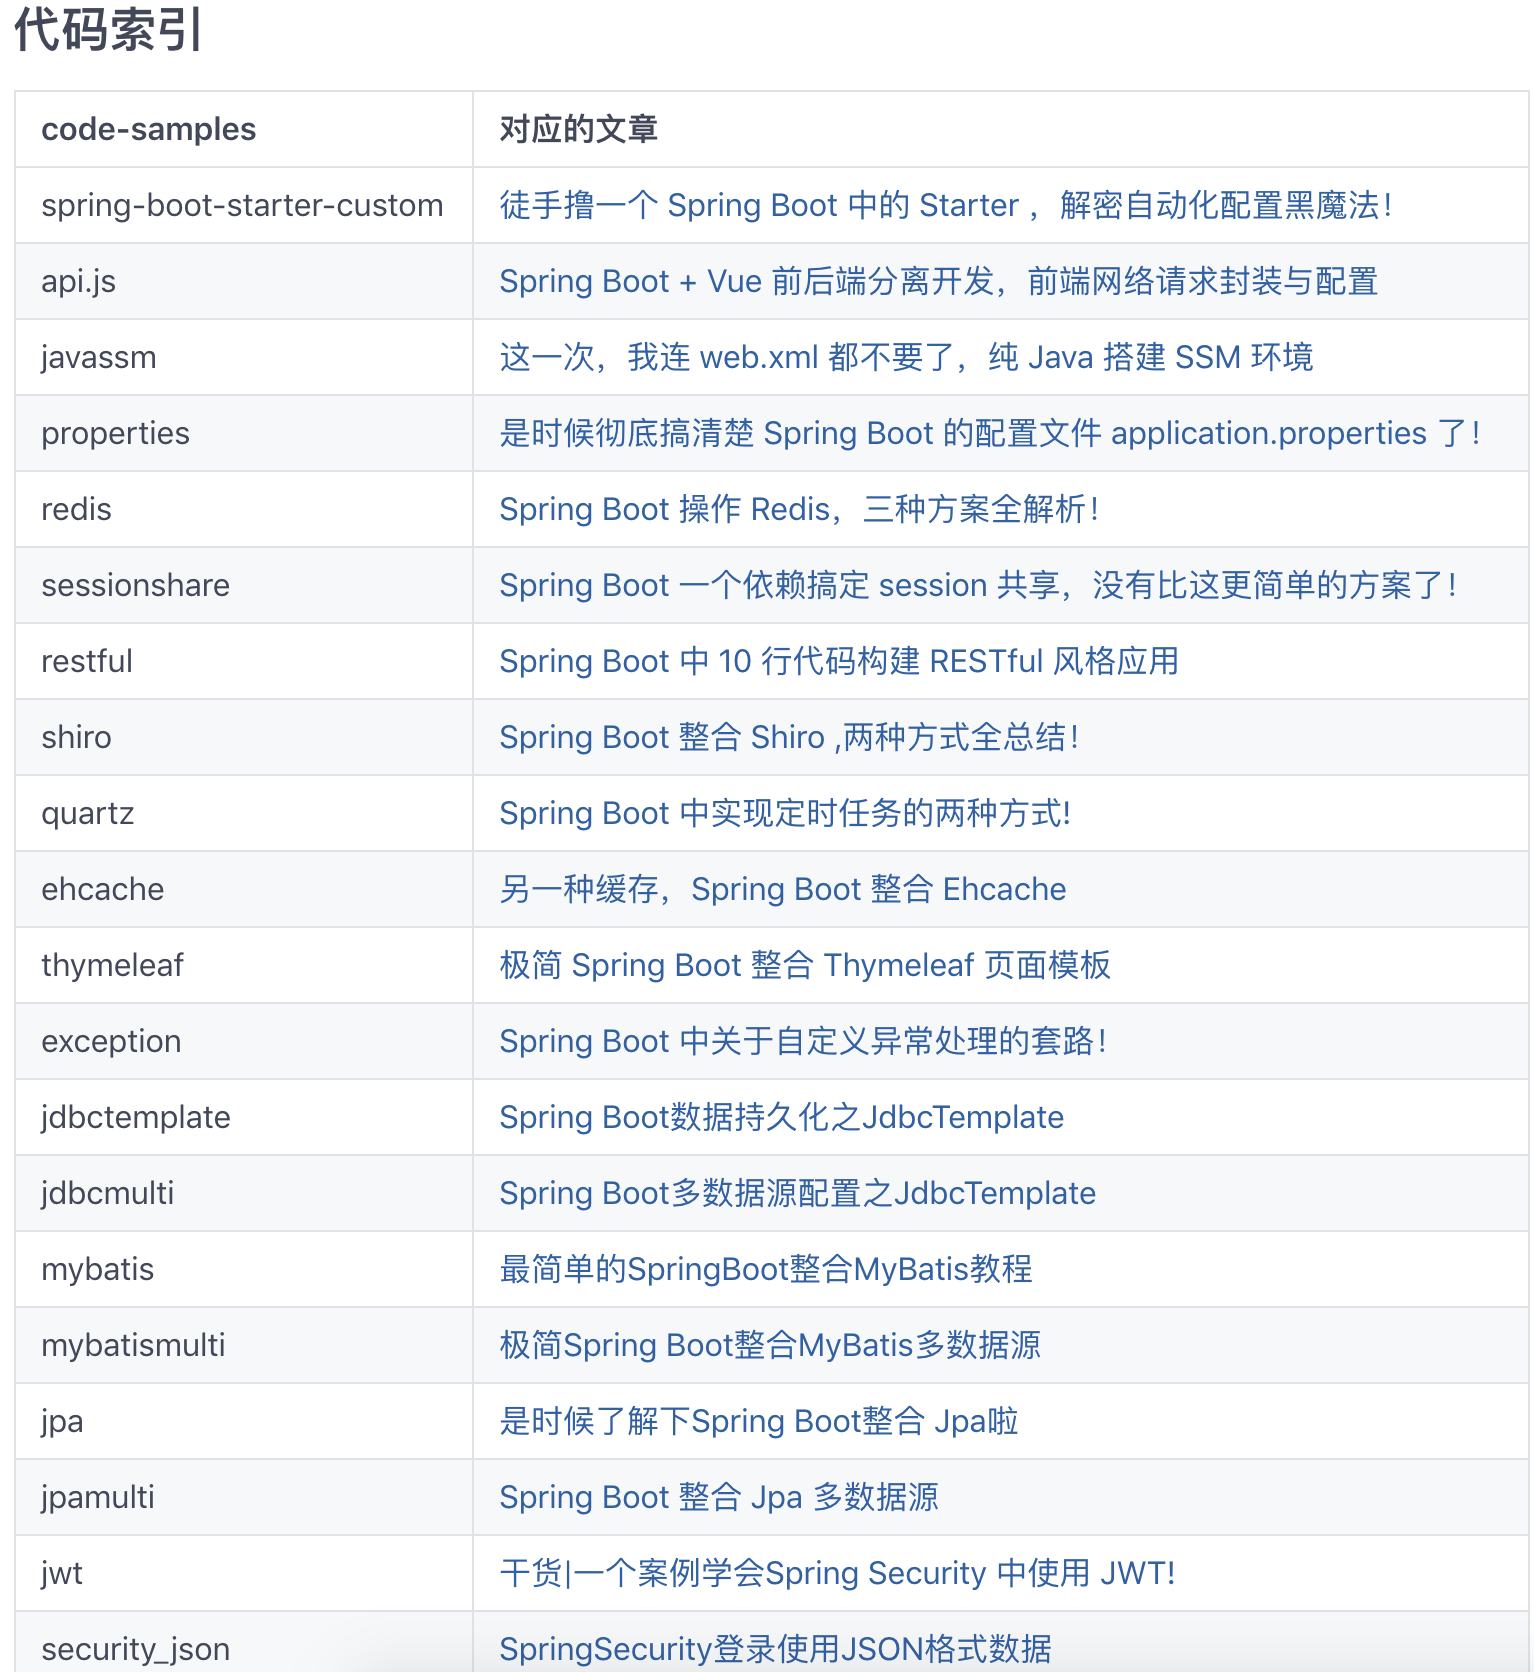 代码索引
code-samples 对应的文章
spring-boot-starter-custom 徒手撸一个 Spring Boot 中的 Starter ，解密自动化配置黑魔法！
api.js Spring Boot + Vue 前后端分离开发，前端网络请求封装与配置
javassm 这一次，我连 web.xml 都不要了，纯 Java 搭建 SSM 环境
properties 是时候彻底搞清楚 Spring Boot 的配置文件 application.properties 了！
redis Spring Boot 操作 Redis，三种方案全解析！
sessionshare Spring Boot 一个依赖搞定 session 共享，没有比这更简单的方案了！
restful Spring Boot 中 10 行代码构建 RESTful 风格应用
shiro Spring Boot 整合 Shiro ,两种方式全总结！
quartz Spring Boot 中实现定时任务的两种方式!
ehcache 另一种缓存，Spring Boot 整合 Ehcache
thymeleaf 极简 Spring Boot 整合 Thymeleaf 页面模板
exception Spring Boot 中关于自定义异常处理的套路！
jdbctemplate Spring Boot数据持久化之JdbcTemplate
jdbcmulti Spring Boot多数据源配置之JdbcTemplate
mybatis 最简单的SpringBoot整合MyBatis教程
mybatismulti 极简Spring Boot整合MyBatis多数据源
jpa 是时候了解下Spring Boot整合 Jpa啦
jpamulti Spring Boot 整合 Jpa 多数据源
jwt 干货|一个案例学会Spring Security 中使用 JWT!
security_json SpringSecurity登录使用JSON格式数据